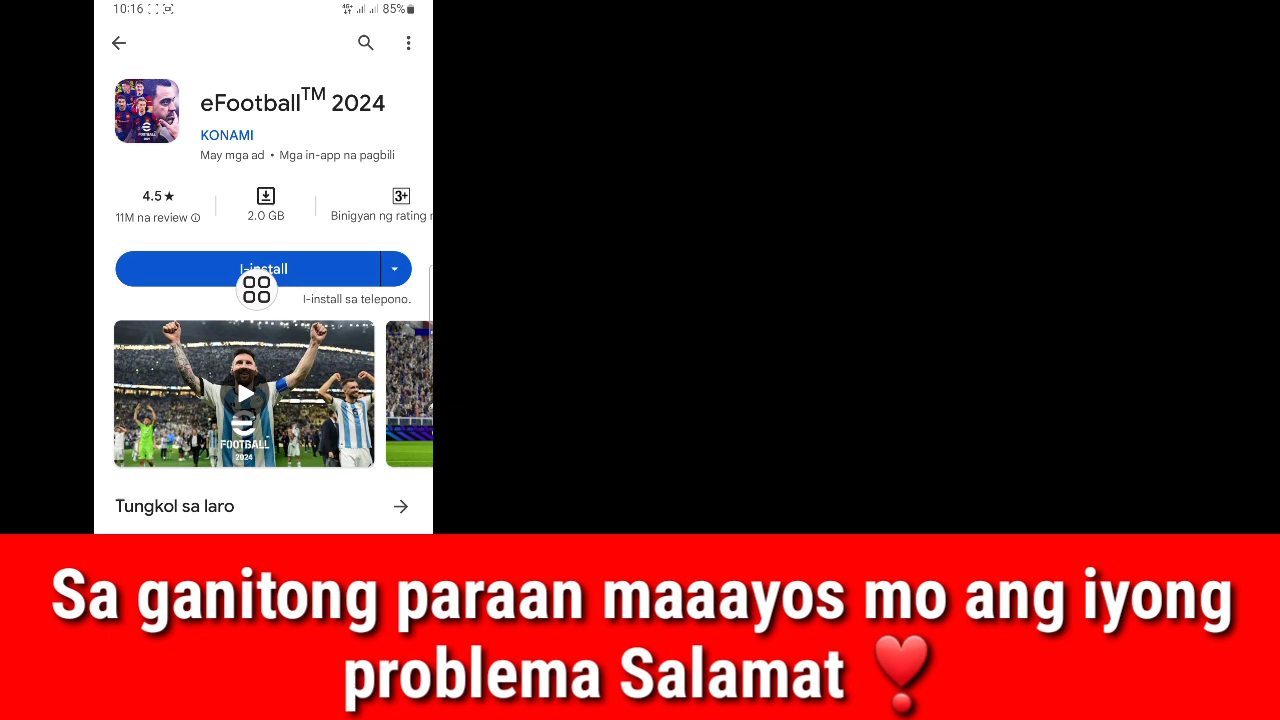 10:16 4G+ 85%
eFootball™ 2024
KONAMI
May mga ad • Mga in-app na pagbili
4.5★ 3+
11M na review 2.0 GB Binigyan ng rating
I-install
I-install sa telepono.
FOOTBALL
2024
Tungkol sa laro
Sa ganitong paraan maaayos mo ang iyong
problema Salamat ❣️